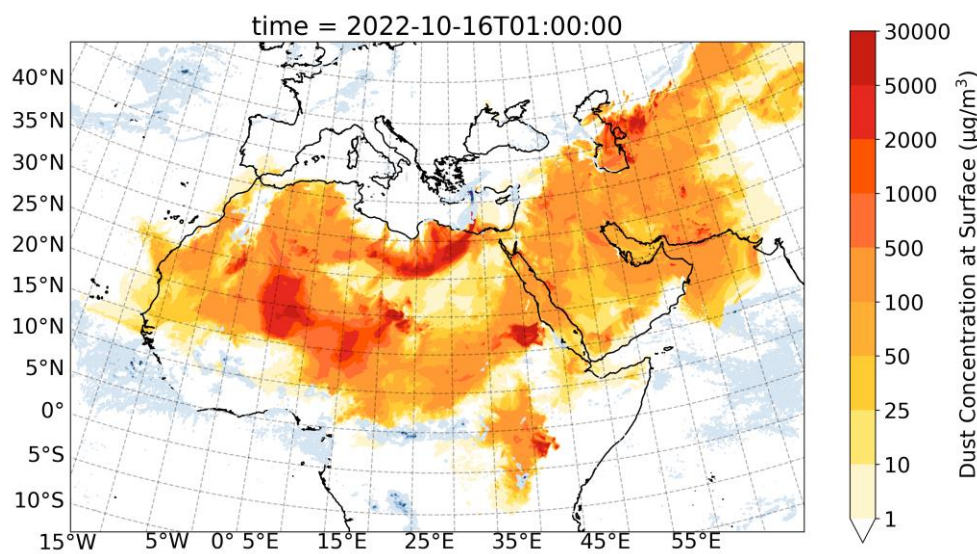 time = 2022-10-16T01:00:00
40°N
35°N
30°N
25°N
20°N
15°N
10°N
5°N
0°
5°S
10°S
15°W
5°W
0°
5°E
15°E
25°E
35°E
45°E
55°E
30000
5000
2000
1000
500
100
50
25
10
1
Dust Concentration at Surface (ug/m³)